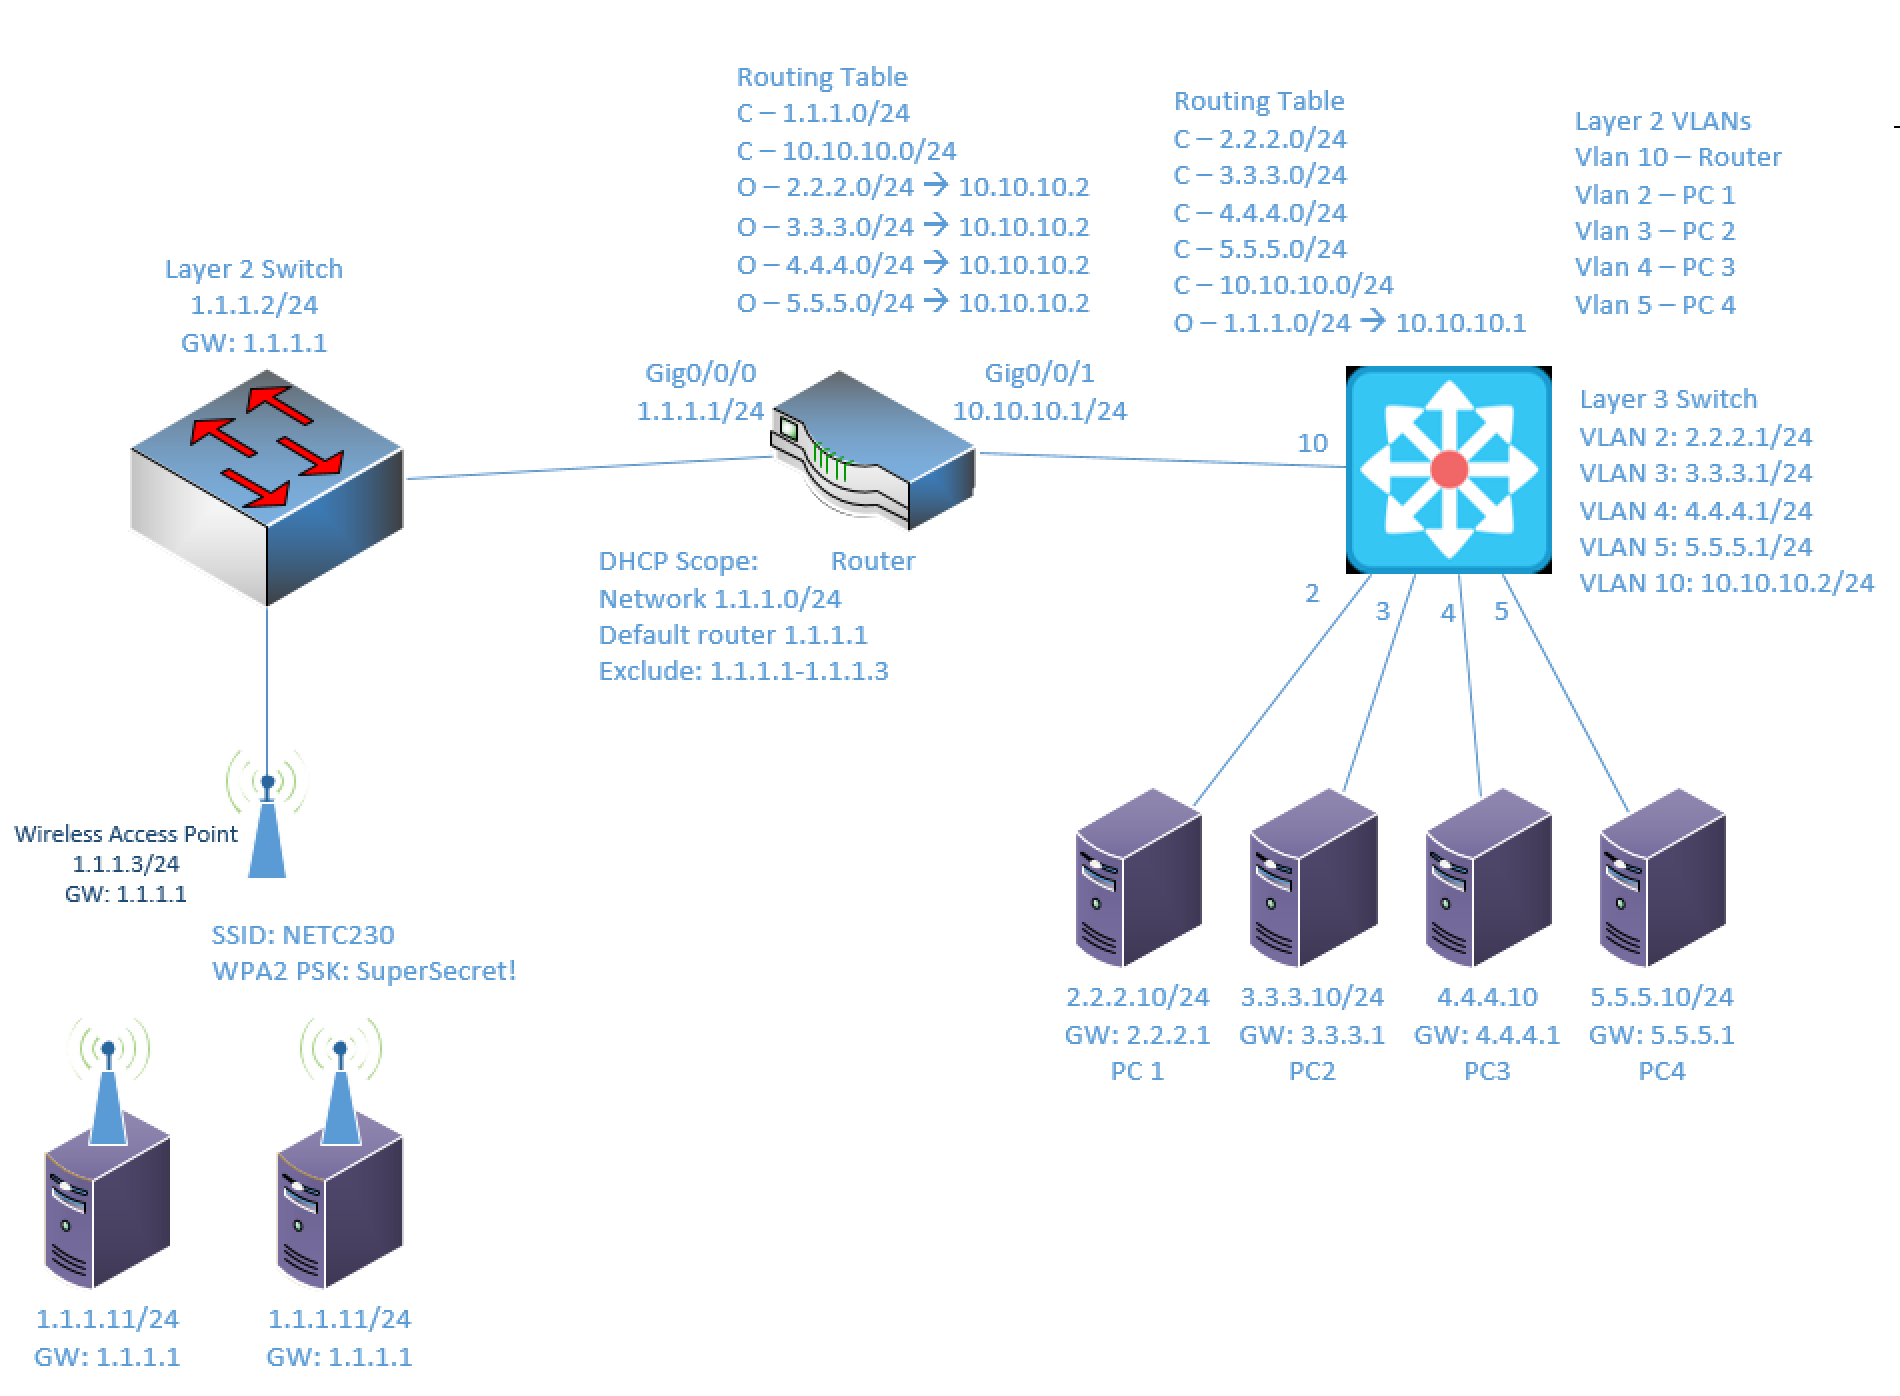 Routing Table
C – 1.1.1.0/24
C – 10.10.10.0/24
O – 2.2.2.0/24 → 10.10.10.2
O – 3.3.3.0/24 → 10.10.10.2
O – 4.4.4.0/24 → 10.10.10.2
O – 5.5.5.0/24 → 10.10.10.2
Routing Table
C – 2.2.2.0/24
C – 3.3.3.0/24
C – 4.4.4.0/24
C – 5.5.5.0/24
C – 10.10.10.0/24
O – 1.1.1.0/24 → 10.10.10.1
Layer 2 VLANs
Vlan 10 – Router
Vlan 2 – PC 1
Vlan 3 – PC 2
Vlan 4 – PC 3
Vlan 5 – PC 4
Layer 2 Switch
1.1.1.2/24
GW: 1.1.1.1
Gig0/0/0
1.1.1.1/24
Gig0/0/1
10.10.10.1/24
10
Layer 3 Switch
VLAN 2: 2.2.2.1/24
VLAN 3: 3.3.3.1/24
VLAN 4: 4.4.4.1/24
VLAN 5: 5.5.5.1/24
VLAN 10: 10.10.10.2/24
DHCP Scope:
Network 1.1.1.0/24
Default router 1.1.1.1
Exclude: 1.1.1.1-1.1.1.3
Router
2
3
4
5
Wireless Access Point
1.1.1.3/24
GW: 1.1.1.1
SSID: NETC230
WPA2 PSK: SuperSecret!
2.2.2.10/24
GW: 2.2.2.1
PC 1
3.3.3.10/24
GW: 3.3.3.1
PC2
4.4.4.10
GW: 4.4.4.1
PC3
5.5.5.10/24
GW: 5.5.5.1
PC4
1.1.1.11/24
GW: 1.1.1.1
1.1.1.11/24
GW: 1.1.1.1